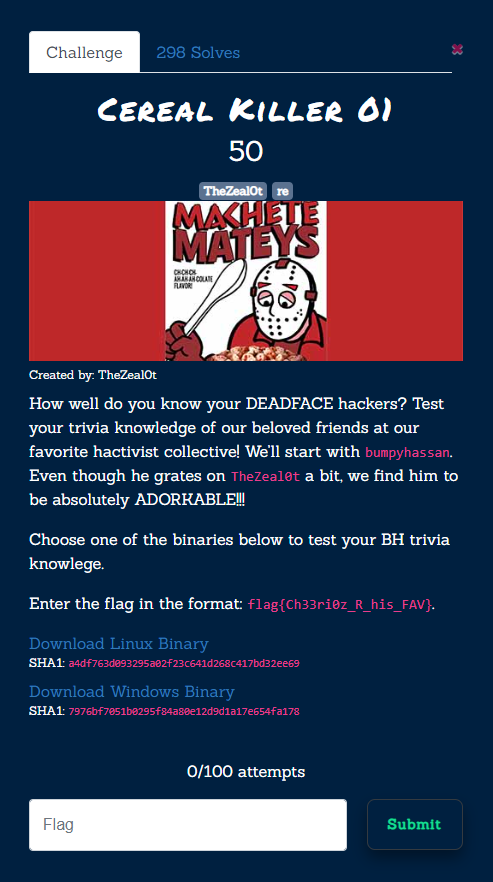 Challenge
298 Solves
Cereal Killer 01
50
TheZeal0t re
MACHETE
MATEYS
CH-CH-CH-
AH-AH-AH-COLATE
FLAVOR!
Created by: TheZeal0t
How well do you know your DEADFACE hackers? Test
your trivia knowledge of our beloved friends at our
favorite hactivist collective! We'll start with bumpyhassan.
Even though he grates on TheZeal0t a bit, we find him to
be absolutely ADORKABLE!!!
Choose one of the binaries below to test your BH trivia
knowlege.
Enter the flag in the format: flag{Ch33ri0z_R_his_FAV}.
Download Linux Binary
SHA1: a4df763d093295a02f23c641d268c417bd32ee69
Download Windows Binary
SHA1: 7976bf7051b0295f84a80e12d9d1a17e654fa178
0/100 attempts
Flag
Submit